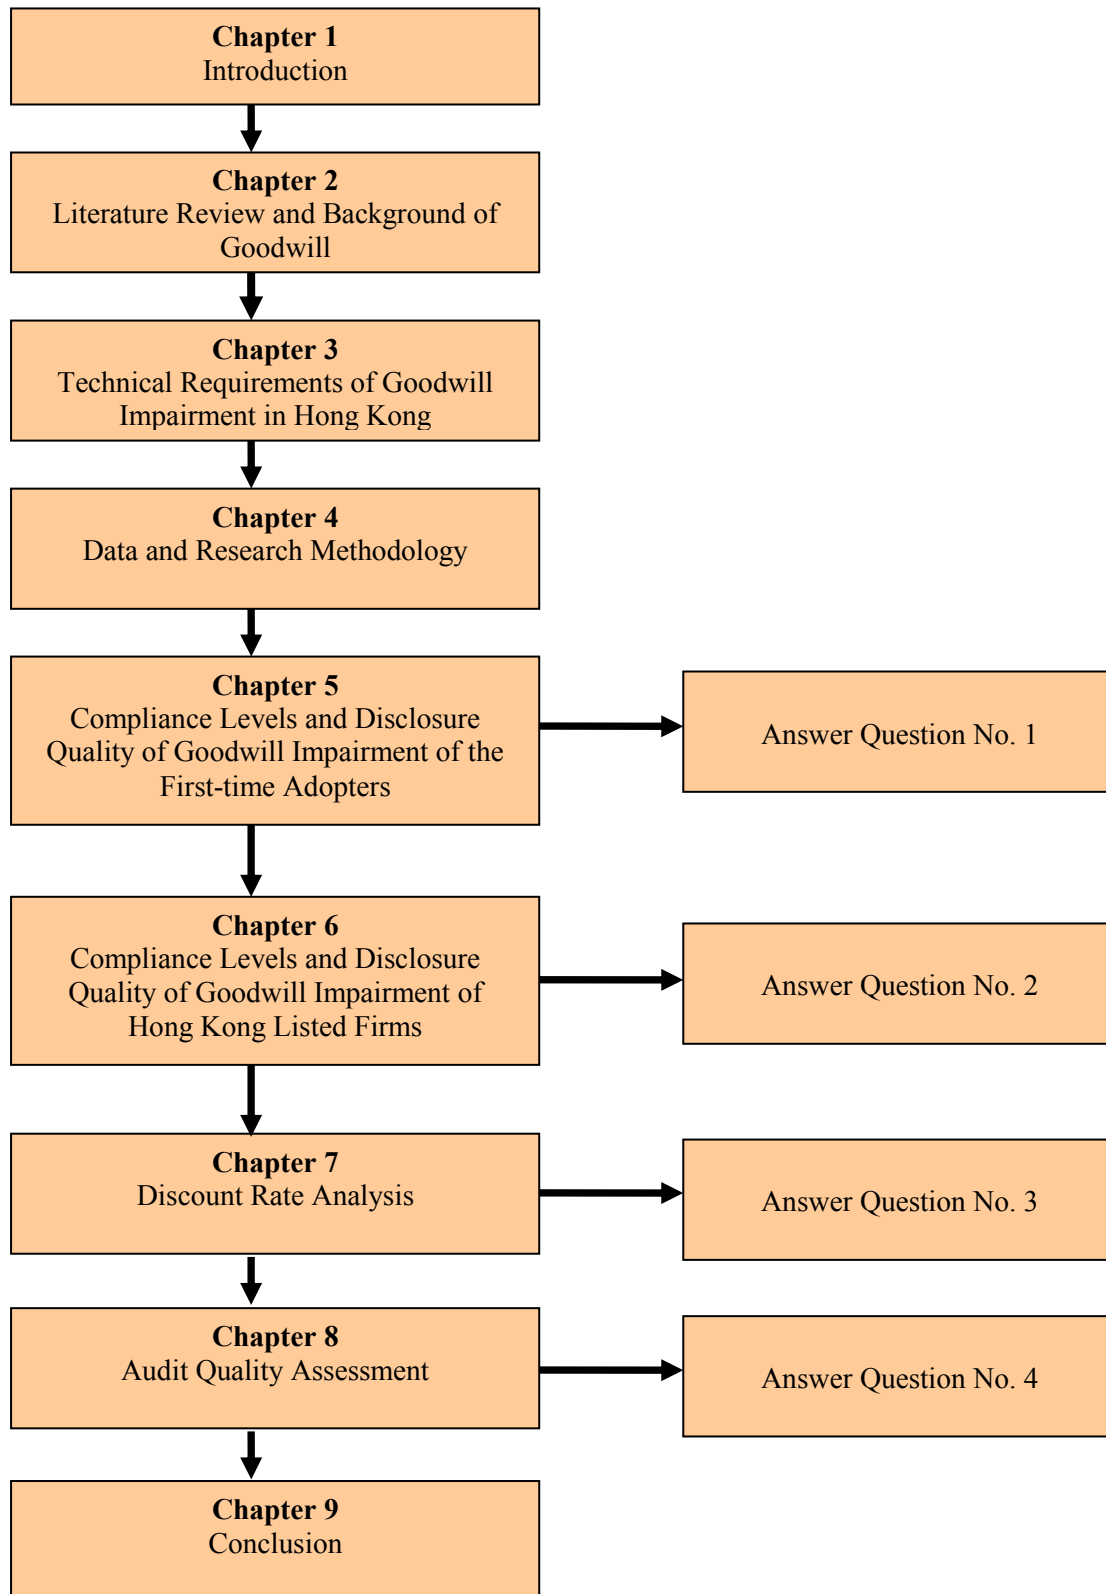 Chapter 1
Introduction
Chapter 2
Literature Review and Background of
Goodwill
Chapter 3
Technical Requirements of Goodwill
Impairment in Hong Kong
Chapter 4
Data and Research Methodology
Chapter 5
Compliance Levels and Disclosure
Quality of Goodwill Impairment of the
First-time Adopters
Answer Question No. 1
Chapter 6
Compliance Levels and Disclosure
Quality of Goodwill Impairment of
Hong Kong Listed Firms
Answer Question No. 2
Chapter 7
Discount Rate Analysis
Answer Question No. 3
Chapter 8
Audit Quality Assessment
Answer Question No. 4
Chapter 9
Conclusion